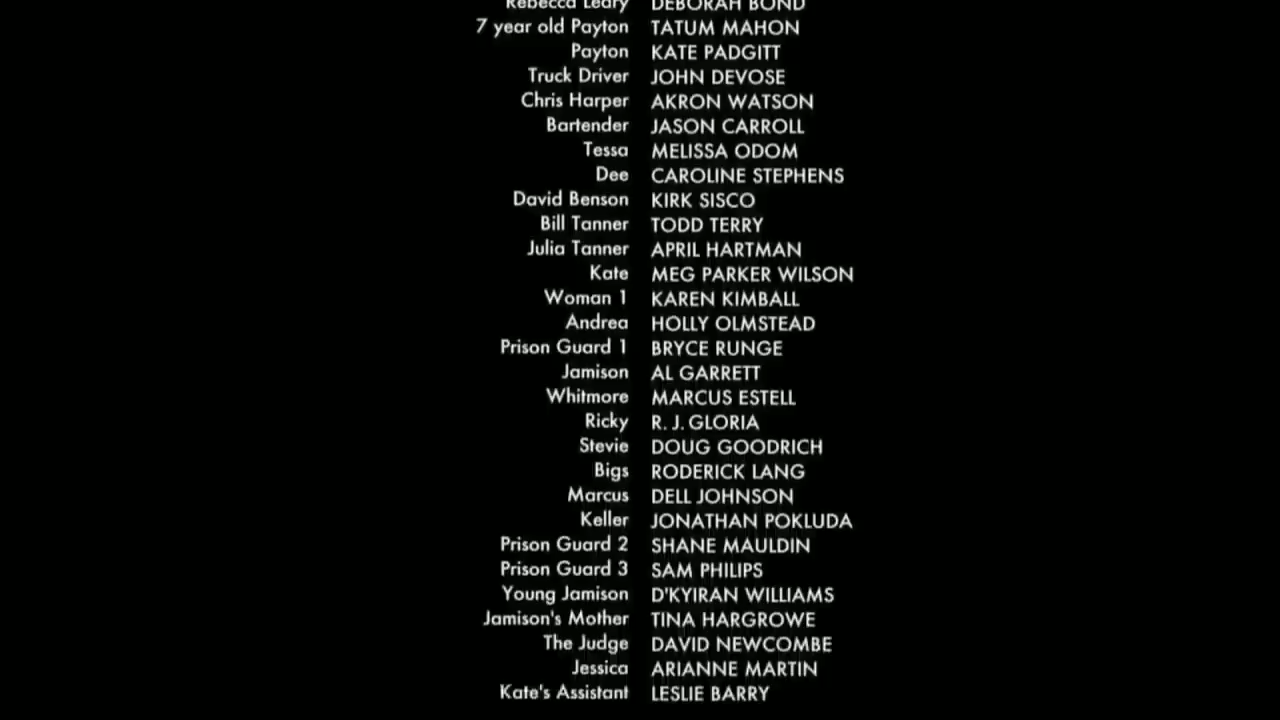 Rebecca Leary DEBORAH BOND
7 year old Payton TATUM MAHON
Payton KATE PADGITT
Truck Driver JOHN DEVOSE
Chris Harper AKRON WATSON
Bartender JASON CARROLL
Tessa MELISSA ODOM
Dee CAROLINE STEPHENS
David Benson KIRK SISCO
Bill Tanner TODD TERRY
Julia Tanner APRIL HARTMAN
Kate MEG PARKER WILSON
Woman 1 KAREN KIMBALL
Andrea HOLLY OLMSTEAD
Prison Guard 1 BRYCE RUNGE
Jamison AL GARRETT
Whitmore MARCUS ESTELL
Ricky R. J. GLORIA
Stevie DOUG GOODRICH
Bigs RODERICK LANG
Marcus DELL JOHNSON
Keller JONATHAN POKLUDA
Prison Guard 2 SHANE MAULDIN
Prison Guard 3 SAM PHILIPS
Young Jamison D'KYIRAN WILLIAMS
Jamison's Mother TINA HARGROWE
The Judge DAVID NEWCOMBE
Jessica ARIANNE MARTIN
Kate's Assistant LESLIE BARRY